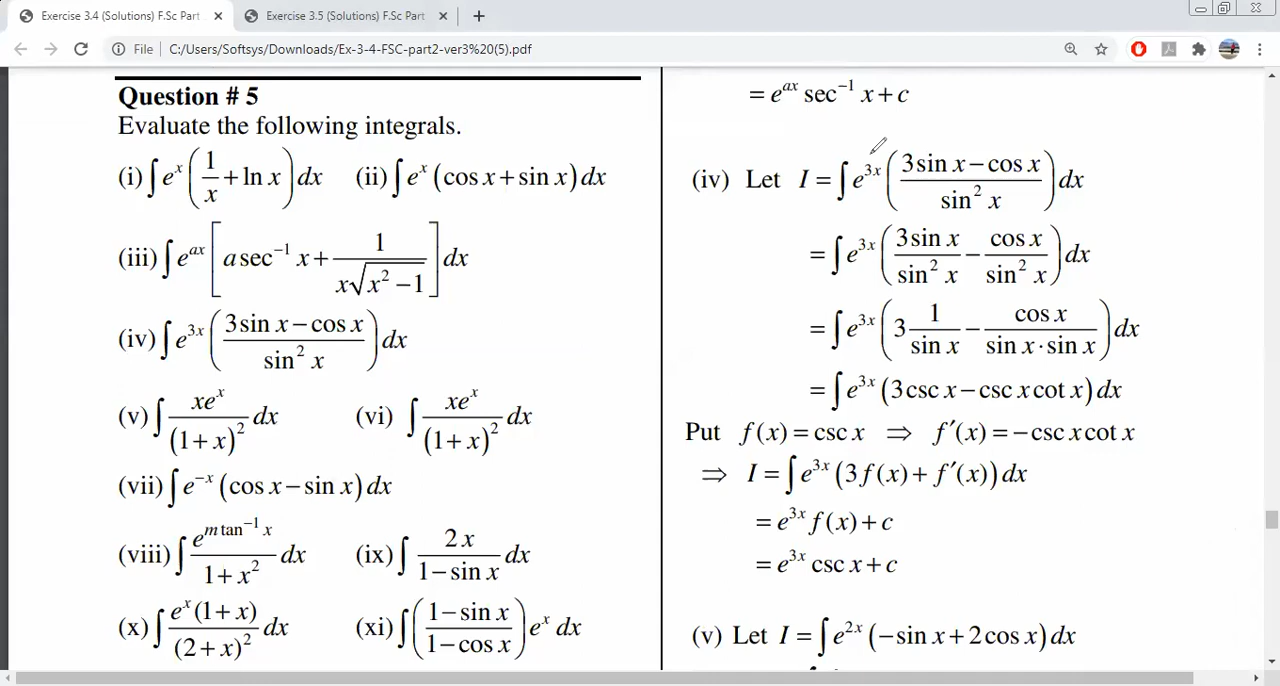 Exercise 3.4 (Solutions) F.Sc Part
Exercise 3.5 (Solutions) F.Sc Part
File | C:/Users/Softsys/Downloads/Ex-3-4-FSC-part2-ver3%20(5).pdf
Question # 5
Evaluate the following integrals.
(i) ∫ e^x (1/x + ln x) dx (ii) ∫ e^x (cos x + sin x) dx
(iii) ∫ e^{ax} [a sec^{-1} x + 1/(x√(x^2 − 1))] dx
(iv) ∫ e^{3x} ((3 sin x − cos x)/sin^2 x) dx
(v) ∫ xe^x/(1+x)^2 dx (vi) ∫ xe^x/(1+x)^2 dx
(vii) ∫ e^{-x} (cos x − sin x) dx
(viii) ∫ e^{m tan^{-1} x}/(1+x^2) dx (ix) ∫ 2x/(1 − sin x) dx
(x) ∫ e^x (1+x)/(2+x)^2 dx (xi) ∫ ((1 − sin x)/(1 − cos x)) e^x dx
= e^{ax} sec^{-1} x + c
(iv) Let I = ∫ e^{3x} ((3 sin x − cos x)/sin^2 x) dx
= ∫ e^{3x} (3 sin x/sin^2 x − cos x/sin^2 x) dx
= ∫ e^{3x} (3 1/sin x − cos x/(sin x · sin x)) dx
= ∫ e^{3x} (3 csc x − csc x cot x) dx
Put f(x) = csc x ⇒ f′(x) = − csc x cot x
⇒ I = ∫ e^{3x} (3 f(x) + f′(x)) dx
= e^{3x} f(x) + c
= e^{3x} csc x + c
(v) Let I = ∫ e^{2x} (− sin x + 2 cos x) dx